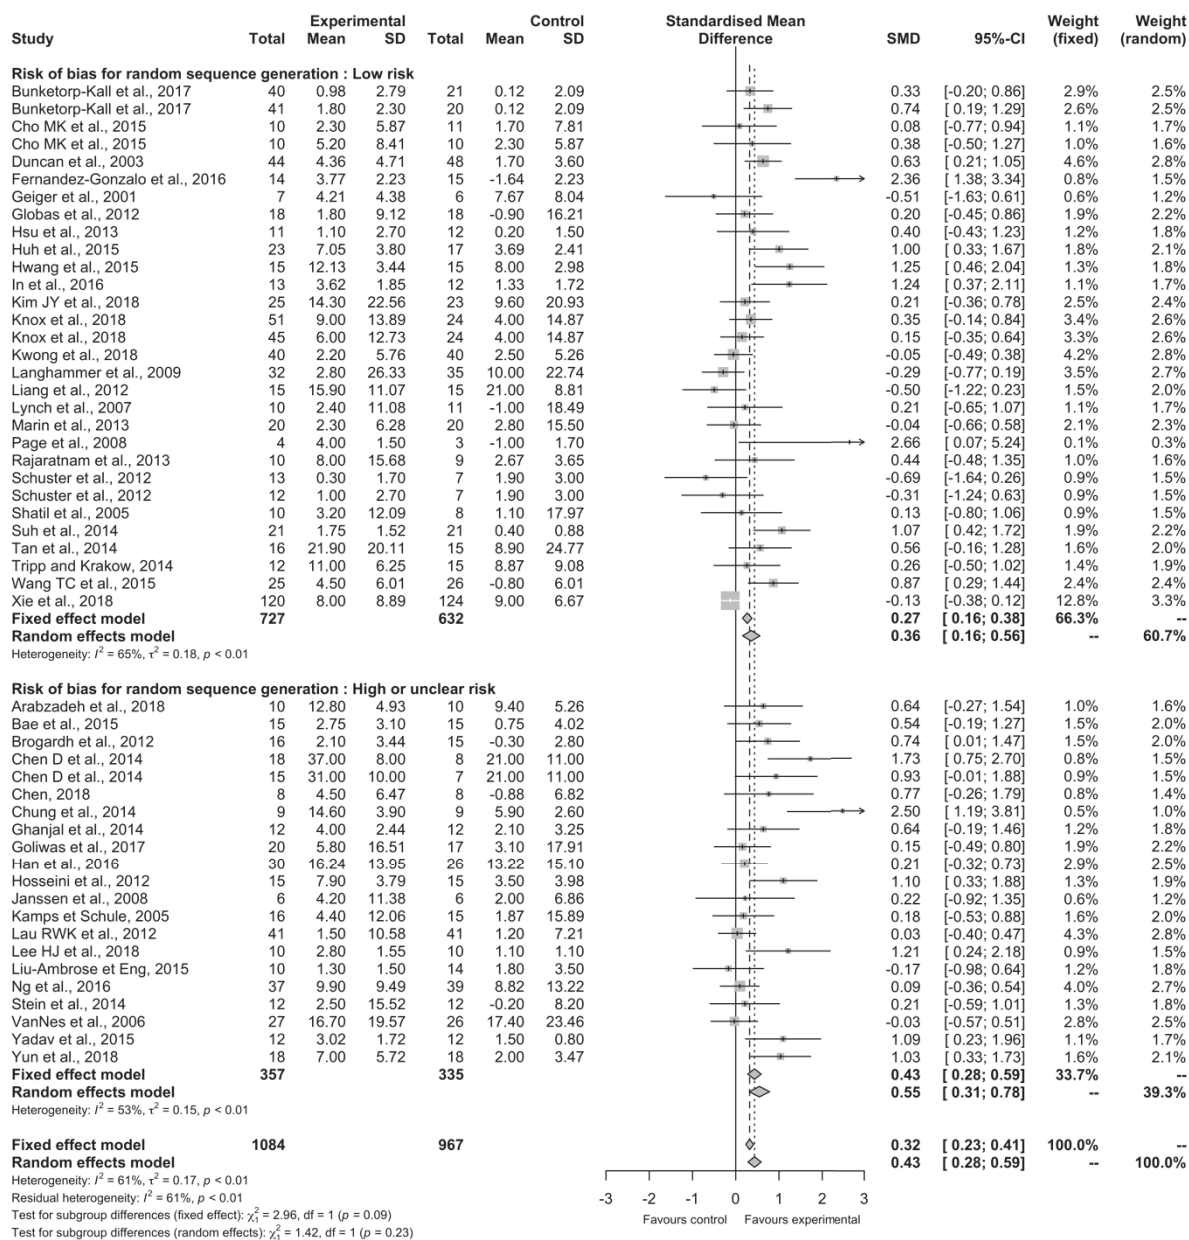 Experimental Control Standardised Mean Weight Weight
Study Total Mean SD Total Mean SD Difference SMD 95%-CI (fixed) (random)
Risk of bias for random sequence generation : Low risk
Bunketorp-Kall et al., 2017 40 0.98 2.79 21 0.12 2.09 0.33 [-0.20; 0.86] 2.9% 2.5%
Bunketorp-Kall et al., 2017 41 1.80 2.30 20 0.12 2.09 0.74 [ 0.19; 1.29] 2.6% 2.5%
Cho MK et al., 2015 10 2.30 5.87 11 1.70 7.81 0.08 [-0.77; 0.94] 1.1% 1.7%
Cho MK et al., 2015 10 5.20 8.41 10 2.30 5.87 0.38 [-0.50; 1.27] 1.0% 1.6%
Duncan et al., 2003 44 4.36 4.71 48 1.70 3.60 0.63 [ 0.21; 1.05] 4.6% 2.8%
Fernandez-Gonzalo et al., 2016 14 3.77 2.23 15 -1.64 2.23 2.36 [ 1.38; 3.34] 0.8% 1.5%
Geiger et al., 2001 7 4.21 4.38 6 7.67 8.04 -0.51 [-1.63; 0.61] 0.6% 1.2%
Globas et al., 2012 18 1.80 9.12 18 -0.90 16.21 0.20 [-0.45; 0.86] 1.9% 2.2%
Hsu et al., 2013 11 1.10 2.70 12 0.20 1.50 0.40 [-0.43; 1.23] 1.2% 1.7%
Huh et al., 2015 23 7.05 3.80 17 3.69 2.41 1.00 [ 0.33; 1.67] 1.8% 2.1%
Hwang et al., 2015 15 12.13 3.44 15 8.00 2.98 1.25 [ 0.46; 2.04] 1.3% 1.8%
In et al., 2016 13 3.62 1.85 12 1.33 1.72 1.24 [ 0.37; 2.11] 1.1% 1.7%
Kim JY et al., 2018 25 14.30 22.56 23 9.60 20.93 0.21 [-0.36; 0.78] 2.5% 2.4%
Knox et al., 2018 51 9.00 13.89 24 4.00 14.87 0.35 [-0.14; 0.84] 3.4% 2.6%
Knox et al., 2018 45 6.00 12.73 24 4.00 14.87 0.15 [-0.35; 0.64] 3.3% 2.6%
Kwong et al., 2018 40 2.20 5.76 40 2.50 5.26 -0.05 [-0.49; 0.38] 4.2% 2.8%
Langhammer et al., 2009 32 2.80 26.33 35 10.00 22.74 -0.29 [-0.77; 0.19] 3.5% 2.6%
Liang et al., 2012 15 15.90 11.07 15 21.00 8.81 -0.50 [-1.22; 0.23] 1.5% 2.0%
Lynch et al., 2007 10 2.40 11.08 11 -1.00 18.49 0.21 [-0.65; 1.07] 1.1% 1.7%
Marin et al., 2013 20 2.30 6.28 20 2.80 15.50 -0.04 [-0.66; 0.58] 2.1% 2.3%
Page et al., 2008 4 4.00 1.50 3 -1.00 1.70 2.66 [ 0.07; 5.24] 0.1% 0.3%
Rajaratnam et al., 2013 10 8.00 15.68 9 2.67 3.65 0.44 [-0.48; 1.35] 1.0% 1.6%
Schuster et al., 2012 13 0.30 1.70 7 1.90 3.00 -0.69 [-1.64; 0.26] 0.9% 1.5%
Schuster et al., 2012 12 1.00 2.70 7 1.90 3.00 -0.31 [-1.24; 0.63] 0.9% 1.5%
Shatil et al., 2005 10 3.20 12.09 8 1.10 17.97 0.13 [-0.80; 1.06] 0.9% 1.5%
Suh et al., 2014 21 1.75 1.52 21 0.40 0.88 1.07 [ 0.42; 1.72] 1.9% 2.2%
Tan et al., 2014 16 21.90 20.11 15 8.90 24.77 0.56 [-0.16; 1.28] 1.6% 2.0%
Tripp and Krakow, 2014 12 11.00 6.25 15 8.87 9.08 0.26 [-0.50; 1.02] 1.4% 1.9%
Wang TC et al., 2015 25 4.50 6.01 26 -0.80 6.01 0.87 [ 0.29; 1.44] 2.4% 2.4%
Xie et al., 2018 120 8.00 8.89 124 9.00 6.67 -0.13 [-0.38; 0.12] 12.8% 3.3%
Fixed effect model 727 632 0.27 [ 0.16; 0.38] 66.3% --
Random effects model 0.36 [ 0.16; 0.56] -- 60.7%
Heterogeneity: I² = 65%, τ² = 0.18, p < 0.01
Risk of bias for random sequence generation : High or unclear risk
Arabzadeh et al., 2018 10 12.80 4.93 10 9.40 5.26 0.64 [-0.27; 1.54] 1.0% 1.6%
Bae et al., 2015 15 2.75 3.10 15 0.75 4.02 0.54 [-0.19; 1.27] 1.5% 2.0%
Brogardh et al., 2012 16 2.10 3.44 15 -0.30 2.80 0.74 [ 0.01; 1.47] 1.5% 2.0%
Chen D et al., 2014 18 37.00 8.00 8 21.00 11.00 1.73 [ 0.75; 2.70] 0.8% 1.5%
Chen D et al., 2014 15 31.00 10.00 7 21.00 11.00 0.93 [-0.01; 1.88] 0.9% 1.5%
Chen, 2018 8 4.50 6.47 8 -0.88 6.82 0.77 [-0.26; 1.79] 0.8% 1.4%
Chung et al., 2014 9 14.60 3.90 9 5.90 2.60 2.50 [ 1.19; 3.81] 0.5% 1.0%
Ghanjal et al., 2014 12 4.00 2.44 12 2.10 3.25 0.64 [-0.19; 1.46] 1.2% 1.8%
Goliwas et al., 2017 20 5.80 16.51 17 3.10 17.91 0.15 [-0.49; 0.80] 1.9% 2.2%
Han et al., 2016 30 16.24 13.95 26 13.22 15.10 0.21 [-0.32; 0.73] 2.9% 2.5%
Hosseini et al., 2012 15 7.90 3.79 15 3.50 3.98 1.10 [ 0.33; 1.88] 1.3% 1.9%
Janssen et al., 2008 6 4.20 11.38 6 2.00 6.86 0.22 [-0.92; 1.35] 0.6% 1.2%
Kamps et Schule, 2005 16 4.40 12.06 15 1.87 15.89 0.18 [-0.53; 0.88] 1.6% 2.0%
Lau RWK et al., 2012 41 1.50 10.58 41 1.20 7.21 0.03 [-0.40; 0.47] 4.3% 2.8%
Lee HJ et al., 2018 10 2.80 1.55 10 1.10 1.10 1.21 [ 0.24; 2.18] 0.9% 1.5%
Liu-Ambrose et Eng, 2015 10 1.30 1.50 14 1.80 3.50 -0.17 [-0.98; 0.64] 1.2% 1.8%
Ng et al., 2016 37 9.90 9.49 39 8.82 13.22 0.09 [-0.36; 0.54] 4.0% 2.7%
Stein et al., 2014 12 2.50 15.52 12 -0.20 8.20 0.21 [-0.59; 1.01] 1.3% 1.8%
VanNes et al., 2006 27 16.70 19.57 26 17.40 23.46 -0.03 [-0.57; 0.51] 2.8% 2.5%
Yadav et al., 2015 12 3.02 1.72 12 1.50 0.80 1.09 [ 0.23; 1.96] 1.1% 1.7%
Yun et al., 2018 18 7.00 5.72 18 2.00 3.47 1.03 [ 0.33; 1.73] 1.6% 2.1%
Fixed effect model 357 335 0.43 [ 0.28; 0.59] 33.7% --
Random effects model 0.55 [ 0.31; 0.78] -- 39.3%
Heterogeneity: I² = 53%, τ² = 0.15, p < 0.01
Fixed effect model 1084 967 0.32 [ 0.23; 0.41] 100.0% --
Random effects model 0.43 [ 0.28; 0.59] -- 100.0%
Heterogeneity: I² = 61%, τ² = 0.17, p < 0.01
Residual heterogeneity: I² = 61%, p < 0.01
-3 -2 -1 0 1 2 3
Test for subgroup differences (fixed effect): χ²₁ = 2.96, df = 1 (p = 0.09)
Favours control Favours experimental
Test for subgroup differences (random effects): χ²₁ = 1.42, df = 1 (p = 0.23)